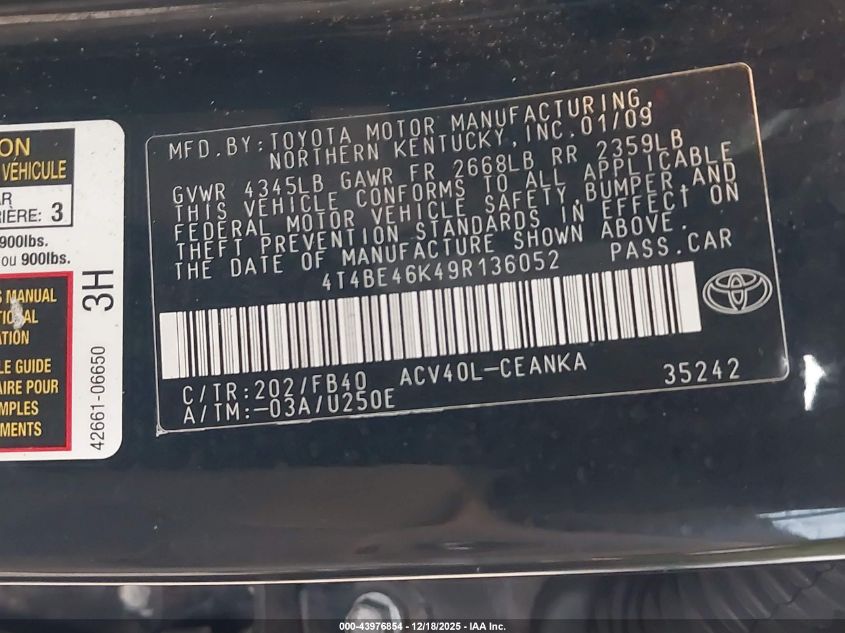 ON
VÉHICULE
AR
RIÈRE: 3
900lbs.
ou 900lbs.
S MANUAL
TION
LE GUIDE
AIRE POUR
MPLES
MENTS
3H
42661-06650
MFD.BY:TOYOTA MOTOR MANUFACTURING,
NORTHERN KENTUCKY,INC.01/09
GVWR 4345LB GAWR FR 2668LB RR 2359LB
THIS VEHICLE CONFORMS TO ALL APPLICABLE
FEDERAL MOTOR VEHICLE SAFETY,BUMPER,AND
THEFT PREVENTION STANDARDS IN EFFECT ON
THE DATE OF MANUFACTURE SHOWN ABOVE.
4T4BE46K49R136052 PASS.CAR
C/TR:202/FB40 ACV40L-CEANKA
A/TM:-03A/U250E 35242
000-43976854 | 12/18/2025 - IAA Inc.